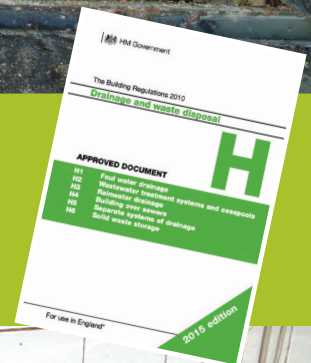 HM Government
The Building Regulations 2010
Drainage and waste disposal
H
APPROVED DOCUMENT
H1 Foul water drainage
H2 Wastewater treatment systems and cesspools
H3 Rainwater drainage
H4 Building over sewers
H5 Separate systems of drainage
H6 Solid waste storage
2015 edition
For use in England*